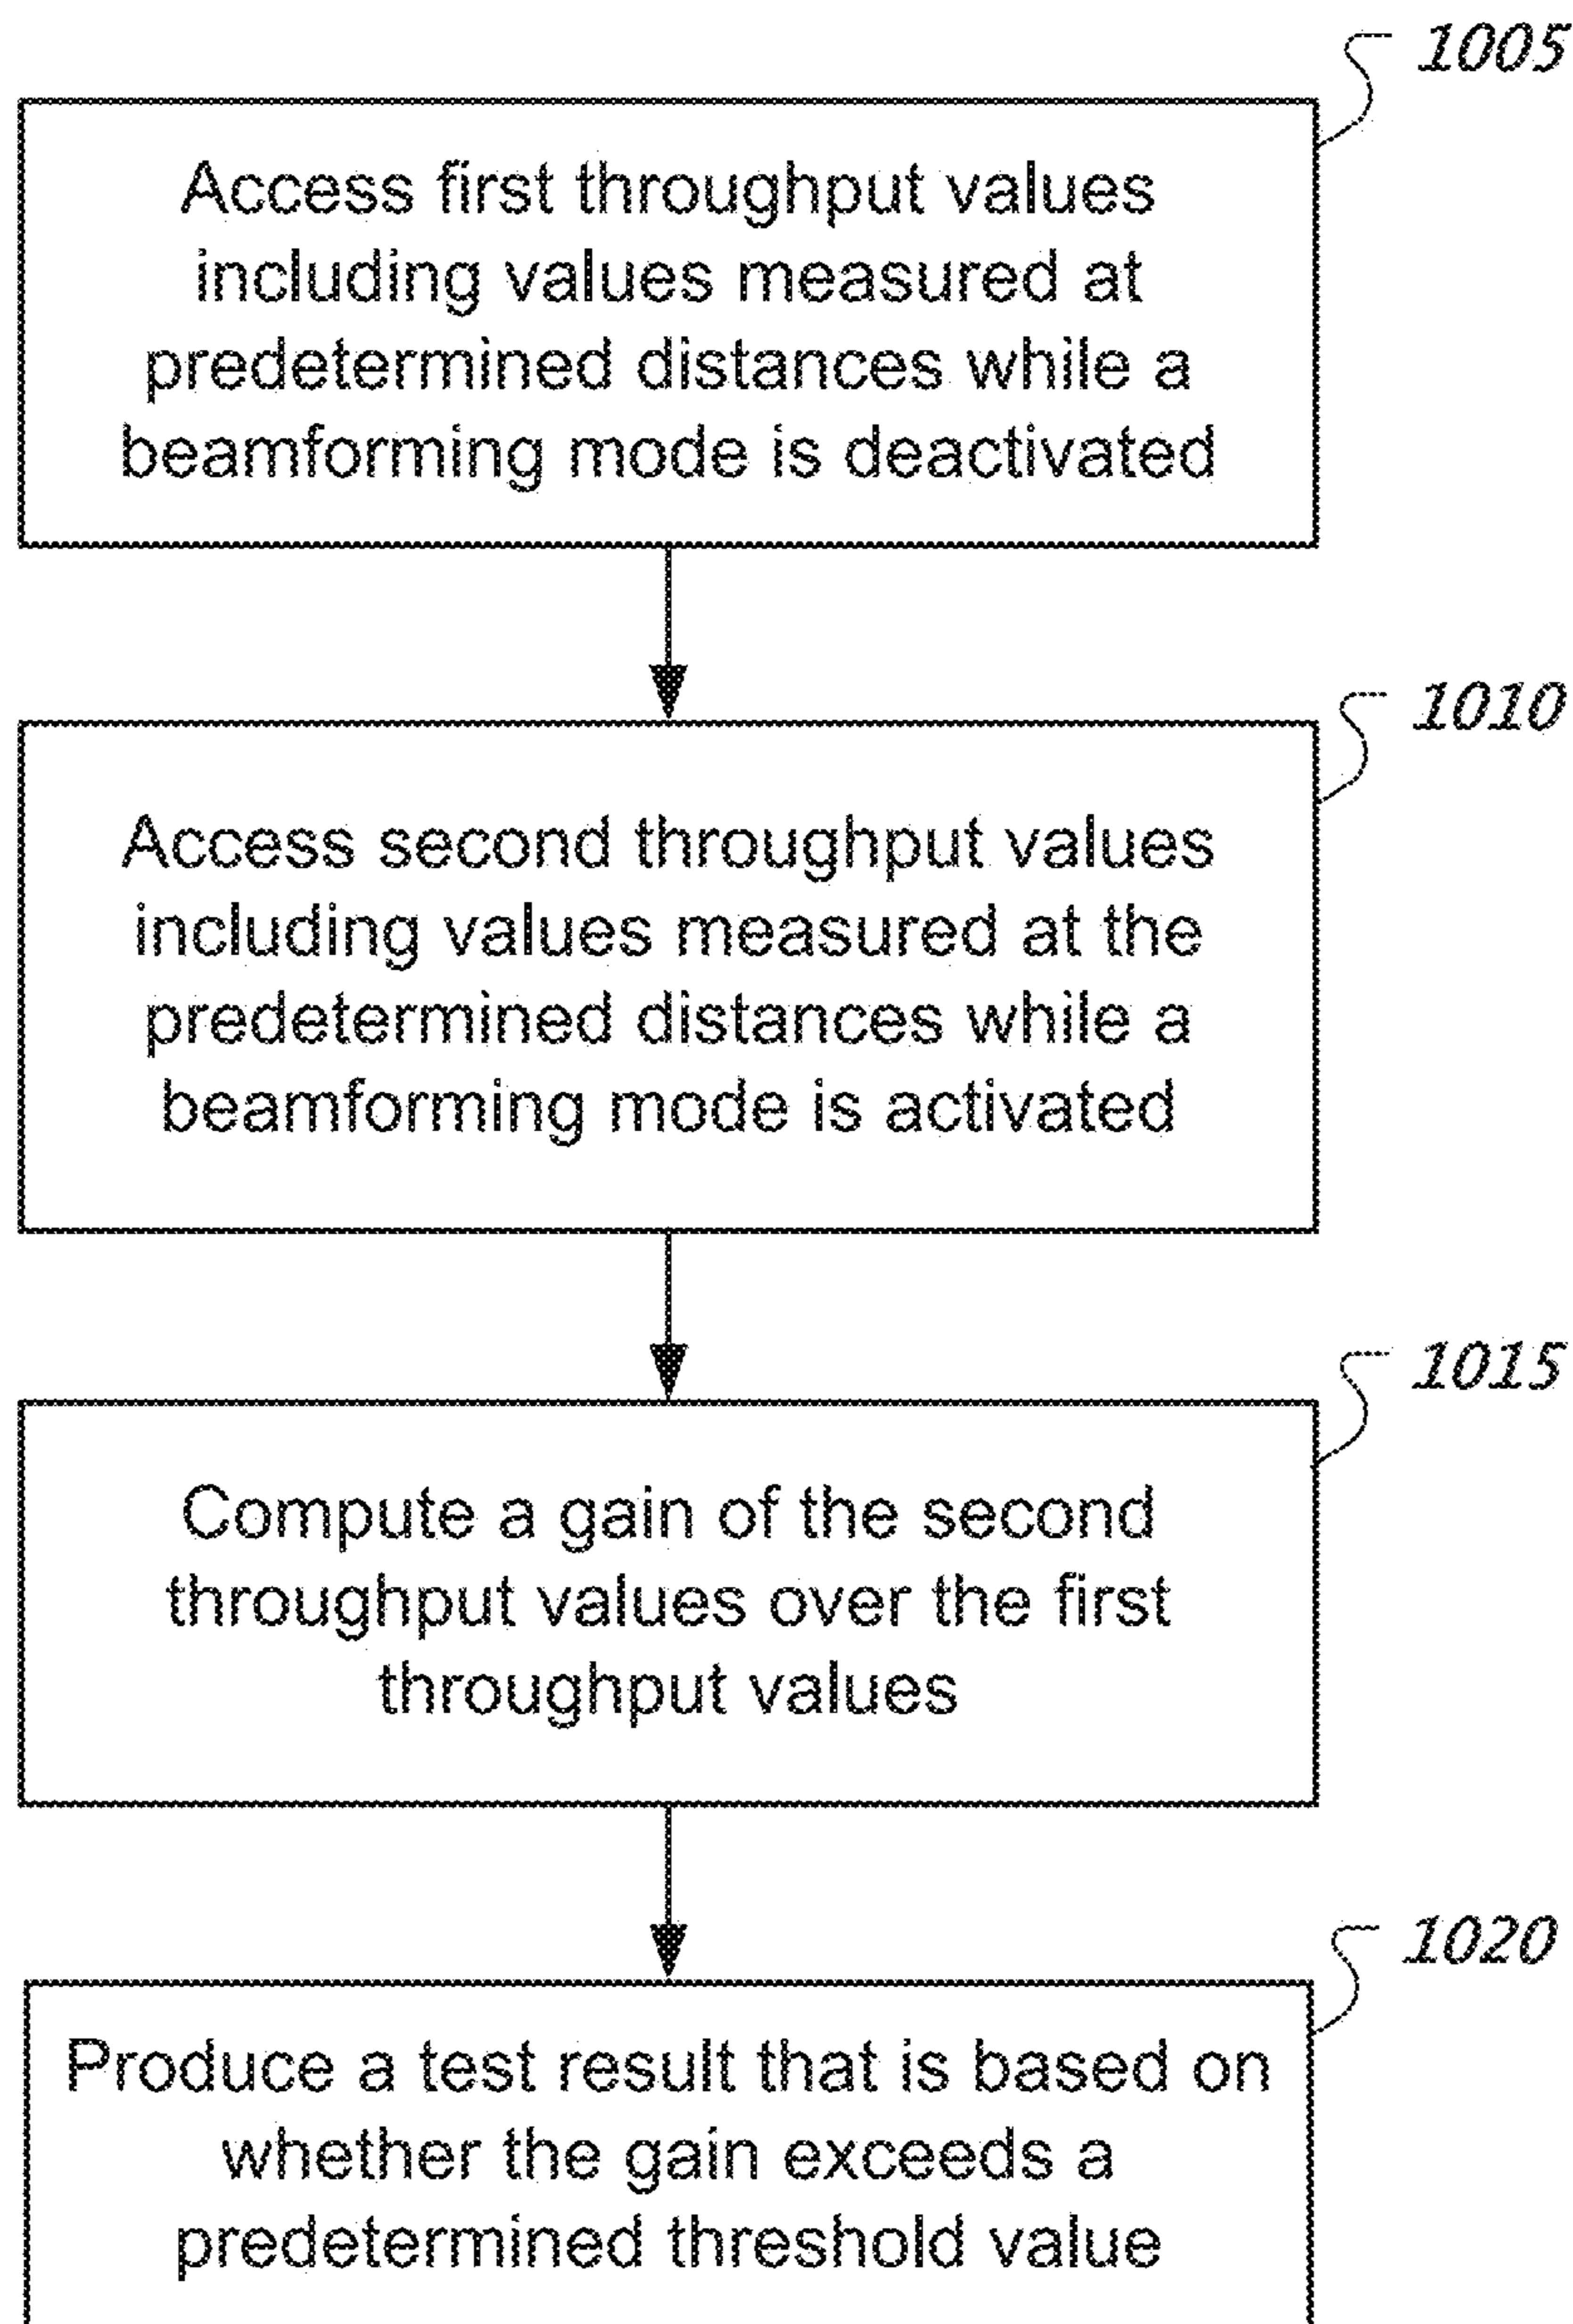 1005
Access first throughput values
including values measured at
predetermined distances while a
beamforming mode is deactivated
1010
Access second throughput values
including values measured at the
predetermined distances while a
beamforming mode is activated
1015
Compute a gain of the second
throughput values over the first
throughput values
1020
Produce a test result that is based on
whether the gain exceeds a
predetermined threshold value